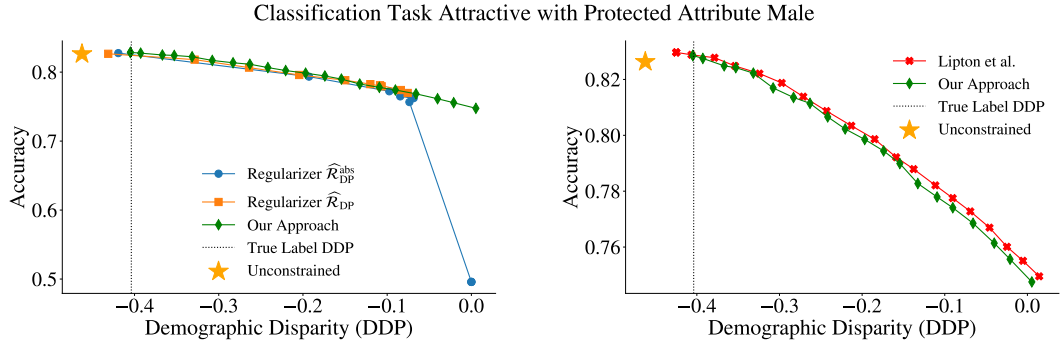 Classification Task Attractive with Protected Attribute Male
Accuracy
0.8
0.7
0.6
0.5
Regularizer R̂_DP^abs
Regularizer R̂_DP
Our Approach
True Label DDP
Unconstrained
−0.4
−0.3
−0.2
−0.1
0.0
Demographic Disparity (DDP)
Accuracy
0.82
0.80
0.78
0.76
Lipton et al.
Our Approach
True Label DDP
Unconstrained
−0.4
−0.3
−0.2
−0.1
0.0
Demographic Disparity (DDP)